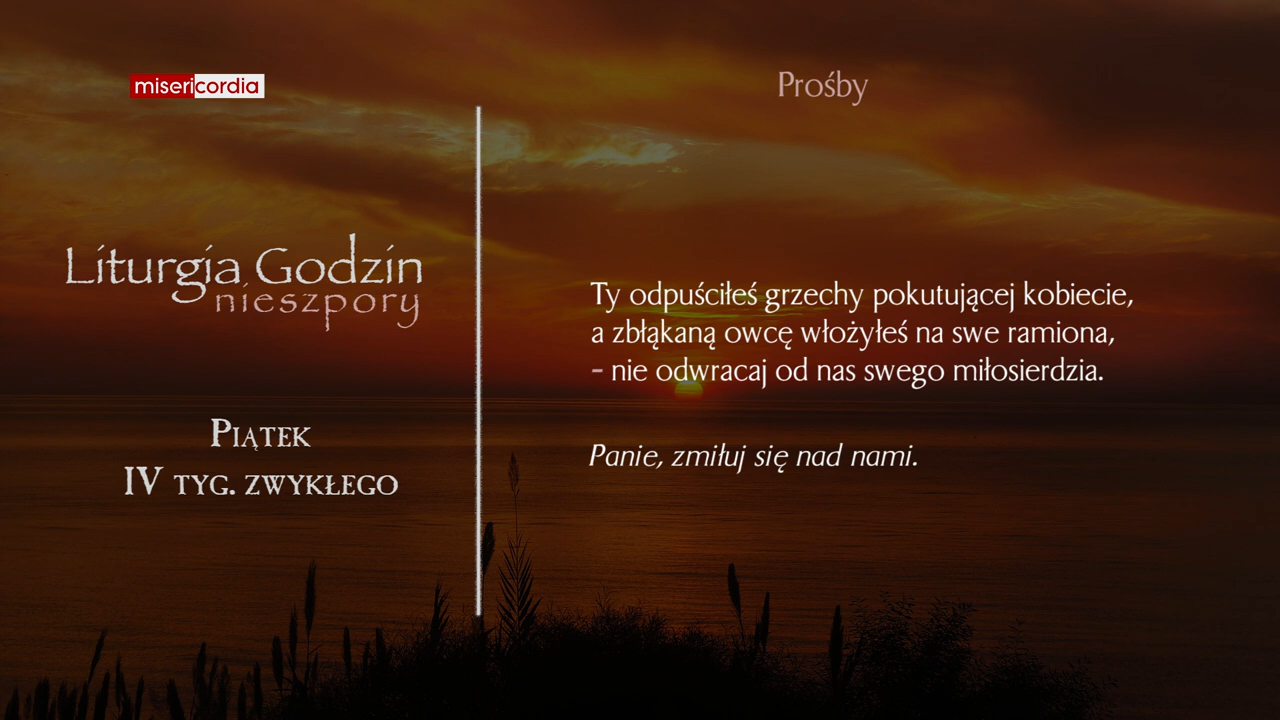 misericordia
Prośby
Liturgia Godzin
nieszpory
Piątek
IV tyg. zwykłego
Ty odpuściłeś grzechy pokutującej kobiecie,
a zbłąkaną owcę włożyłeś na swe ramiona,
- nie odwracaj od nas swego miłosierdzia.
Panie, zmiłuj się nad nami.